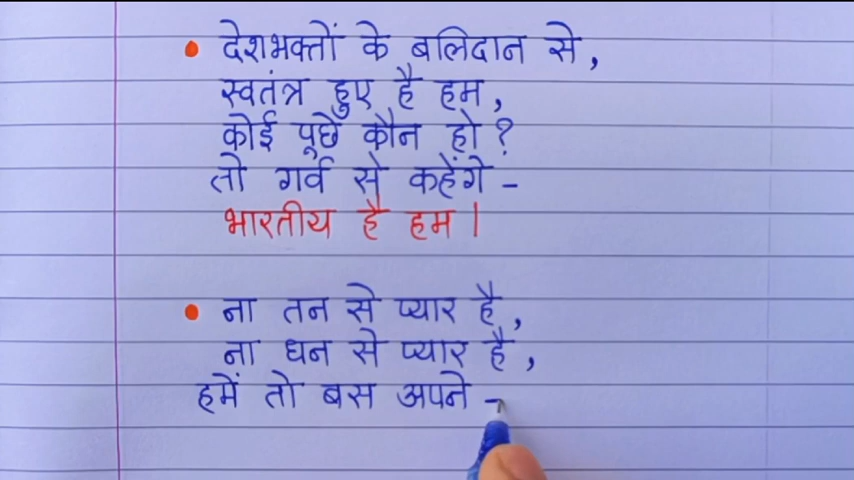 • देशभक्तों के बलिदान से,
स्वतंत्र हुए है हम,
कोई पूछे कौन हो?
तो गर्व से कहेंगे -
भारतीय है हम।
• ना तन से प्यार है,
ना धन से प्यार है,
हमें तो बस अपने -